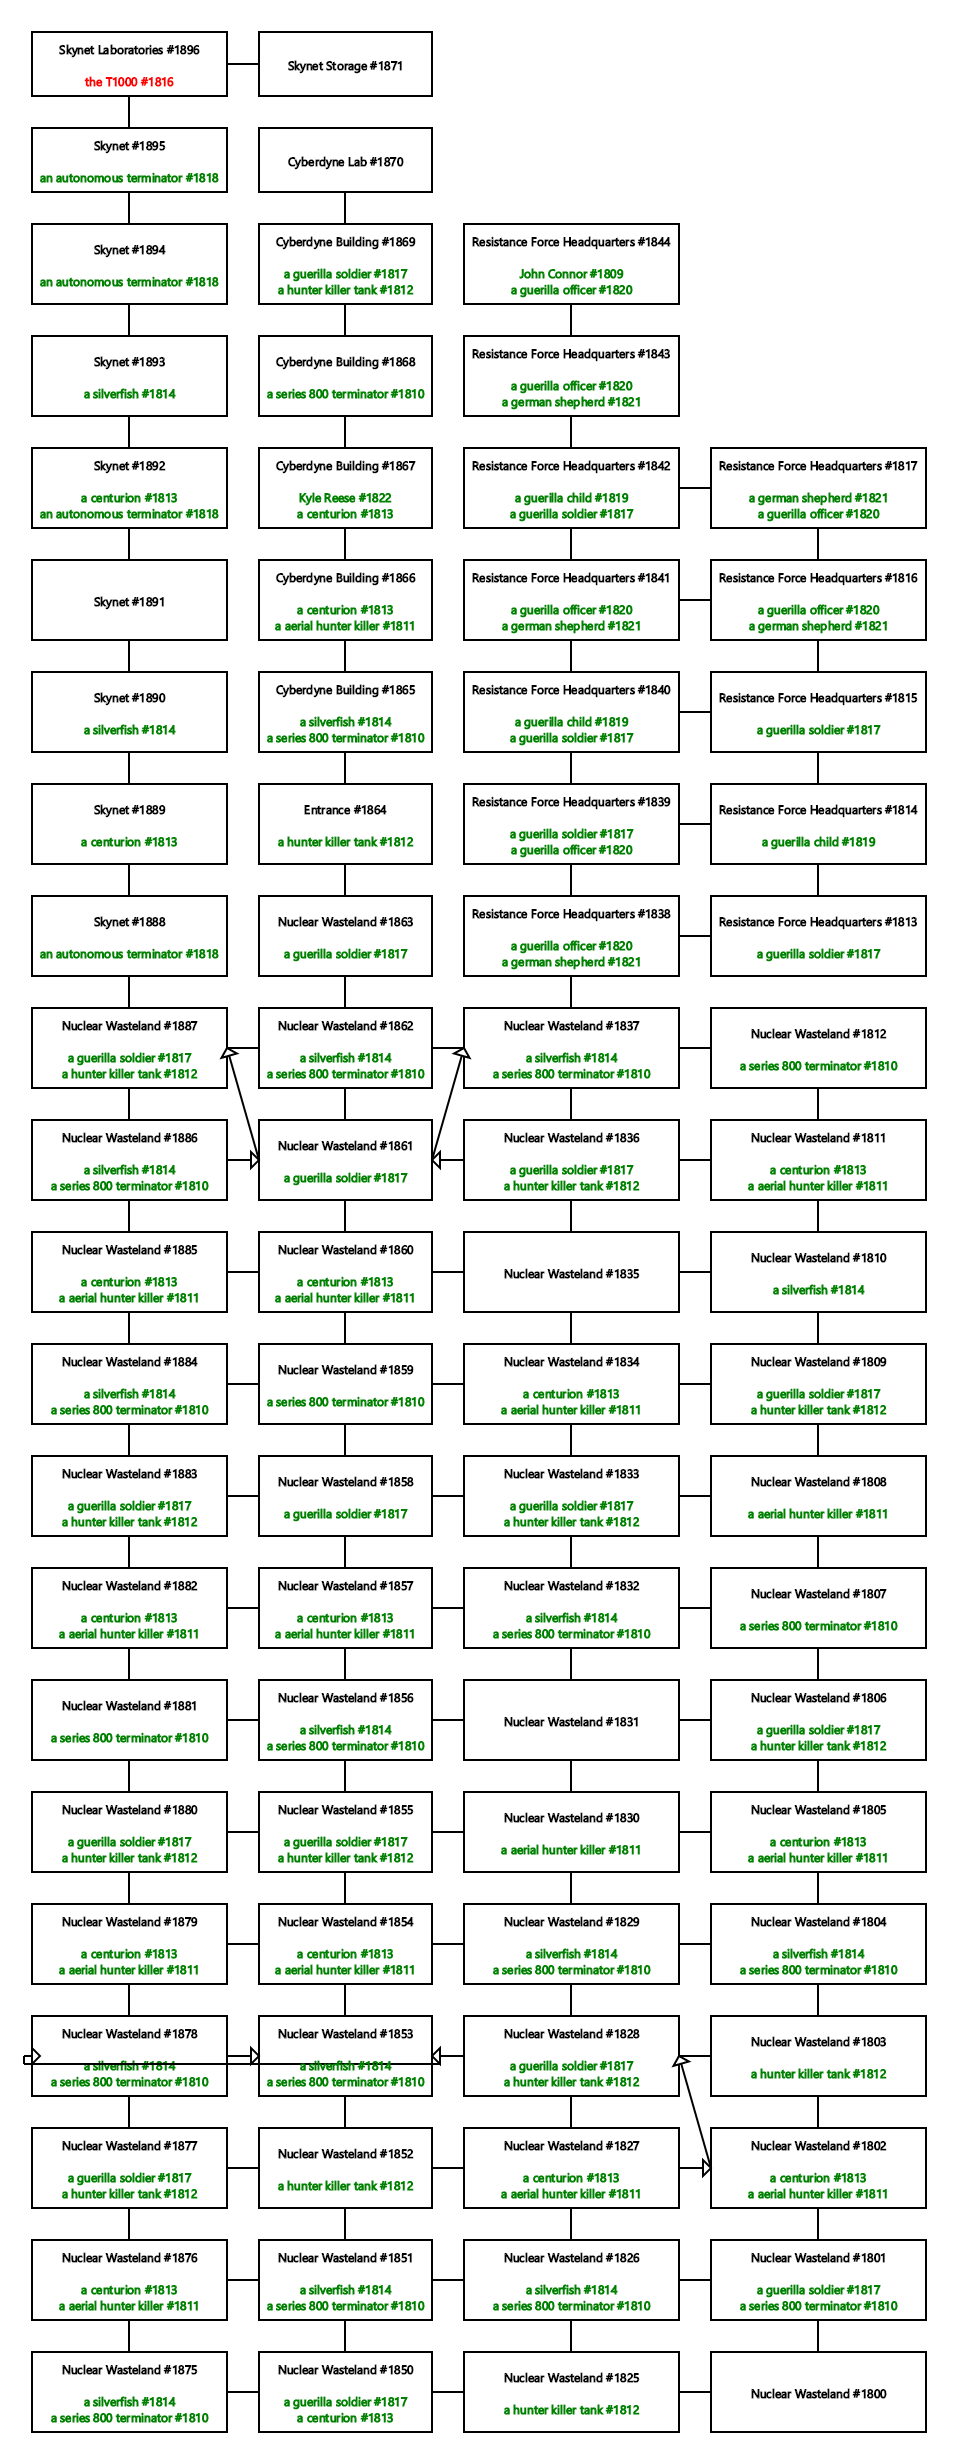 Skynet Laboratories #1896
the T1000 #1816
Skynet Storage #1871
Skynet #1895
an autonomous terminator #1818
Cyberdyne Lab #1870
Skynet #1894
an autonomous terminator #1818
Cyberdyne Building #1869
a guerilla soldier #1817
a hunter killer tank #1812
Resistance Force Headquarters #1844
John Connor #1809
a guerilla officer #1820
Skynet #1893
a silverfish #1814
Cyberdyne Building #1868
a series 800 terminator #1810
Resistance Force Headquarters #1843
a guerilla officer #1820
a german shepherd #1821
Skynet #1892
a centurion #1813
an autonomous terminator #1818
Cyberdyne Building #1867
Kyle Reese #1822
a centurion #1813
Resistance Force Headquarters #1842
a guerilla child #1819
a guerilla soldier #1817
Resistance Force Headquarters #1817
a german shepherd #1821
a guerilla officer #1820
Skynet #1891
Cyberdyne Building #1866
a centurion #1813
a aerial hunter killer #1811
Resistance Force Headquarters #1841
a guerilla officer #1820
a german shepherd #1821
Resistance Force Headquarters #1816
a guerilla officer #1820
a german shepherd #1821
Skynet #1890
a silverfish #1814
Cyberdyne Building #1865
a silverfish #1814
a series 800 terminator #1810
Resistance Force Headquarters #1840
a guerilla child #1819
a guerilla soldier #1817
Resistance Force Headquarters #1815
a guerilla soldier #1817
Skynet #1889
a centurion #1813
Entrance #1864
a hunter killer tank #1812
Resistance Force Headquarters #1839
a guerilla soldier #1817
a guerilla officer #1820
Resistance Force Headquarters #1814
a guerilla child #1819
Skynet #1888
an autonomous terminator #1818
Nuclear Wasteland #1863
a guerilla soldier #1817
Resistance Force Headquarters #1838
a guerilla officer #1820
a german shepherd #1821
Resistance Force Headquarters #1813
a guerilla soldier #1817
Nuclear Wasteland #1887
a guerilla soldier #1817
a hunter killer tank #1812
Nuclear Wasteland #1862
a silverfish #1814
a series 800 terminator #1810
Nuclear Wasteland #1837
a silverfish #1814
a series 800 terminator #1810
Nuclear Wasteland #1812
a series 800 terminator #1810
Nuclear Wasteland #1886
a silverfish #1814
a series 800 terminator #1810
Nuclear Wasteland #1861
a guerilla soldier #1817
Nuclear Wasteland #1836
a guerilla soldier #1817
a hunter killer tank #1812
Nuclear Wasteland #1811
a centurion #1813
a aerial hunter killer #1811
Nuclear Wasteland #1885
a centurion #1813
a aerial hunter killer #1811
Nuclear Wasteland #1860
a centurion #1813
a aerial hunter killer #1811
Nuclear Wasteland #1835
Nuclear Wasteland #1810
a silverfish #1814
Nuclear Wasteland #1884
a silverfish #1814
a series 800 terminator #1810
Nuclear Wasteland #1859
a series 800 terminator #1810
Nuclear Wasteland #1834
a centurion #1813
a aerial hunter killer #1811
Nuclear Wasteland #1809
a guerilla soldier #1817
a hunter killer tank #1812
Nuclear Wasteland #1883
a guerilla soldier #1817
a hunter killer tank #1812
Nuclear Wasteland #1858
a guerilla soldier #1817
Nuclear Wasteland #1833
a guerilla soldier #1817
a hunter killer tank #1812
Nuclear Wasteland #1808
a aerial hunter killer #1811
Nuclear Wasteland #1882
a centurion #1813
a aerial hunter killer #1811
Nuclear Wasteland #1857
a centurion #1813
a aerial hunter killer #1811
Nuclear Wasteland #1832
a silverfish #1814
a series 800 terminator #1810
Nuclear Wasteland #1807
a series 800 terminator #1810
Nuclear Wasteland #1881
a series 800 terminator #1810
Nuclear Wasteland #1856
a silverfish #1814
a series 800 terminator #1810
Nuclear Wasteland #1831
Nuclear Wasteland #1806
a guerilla soldier #1817
a hunter killer tank #1812
Nuclear Wasteland #1880
a guerilla soldier #1817
a hunter killer tank #1812
Nuclear Wasteland #1855
a guerilla soldier #1817
a hunter killer tank #1812
Nuclear Wasteland #1830
a aerial hunter killer #1811
Nuclear Wasteland #1805
a centurion #1813
a aerial hunter killer #1811
Nuclear Wasteland #1879
a centurion #1813
a aerial hunter killer #1811
Nuclear Wasteland #1854
a centurion #1813
a aerial hunter killer #1811
Nuclear Wasteland #1829
a silverfish #1814
a series 800 terminator #1810
Nuclear Wasteland #1804
a silverfish #1814
a series 800 terminator #1810
Nuclear Wasteland #1878
a silverfish #1814
a series 800 terminator #1810
Nuclear Wasteland #1853
a silverfish #1814
a series 800 terminator #1810
Nuclear Wasteland #1828
a guerilla soldier #1817
a hunter killer tank #1812
Nuclear Wasteland #1803
a hunter killer tank #1812
Nuclear Wasteland #1877
a guerilla soldier #1817
a hunter killer tank #1812
Nuclear Wasteland #1852
a hunter killer tank #1812
Nuclear Wasteland #1827
a centurion #1813
a aerial hunter killer #1811
Nuclear Wasteland #1802
a centurion #1813
a aerial hunter killer #1811
Nuclear Wasteland #1876
a centurion #1813
a aerial hunter killer #1811
Nuclear Wasteland #1851
a silverfish #1814
a series 800 terminator #1810
Nuclear Wasteland #1826
a silverfish #1814
a series 800 terminator #1810
Nuclear Wasteland #1801
a guerilla soldier #1817
a series 800 terminator #1810
Nuclear Wasteland #1875
a silverfish #1814
a series 800 terminator #1810
Nuclear Wasteland #1850
a guerilla soldier #1817
a centurion #1813
Nuclear Wasteland #1825
a hunter killer tank #1812
Nuclear Wasteland #1800